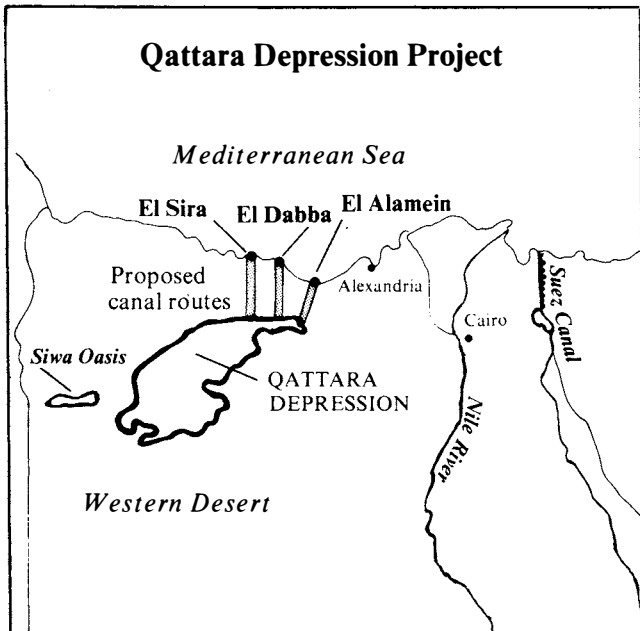 Qattara Depression Project
Mediterranean Sea
El Sira
El Dabba
El Alamein
Proposed
canal routes
Alexandria
Suez Canal
Cairo
Siwa Oasis
QATTARA
DEPRESSION
Nile River
Western Desert